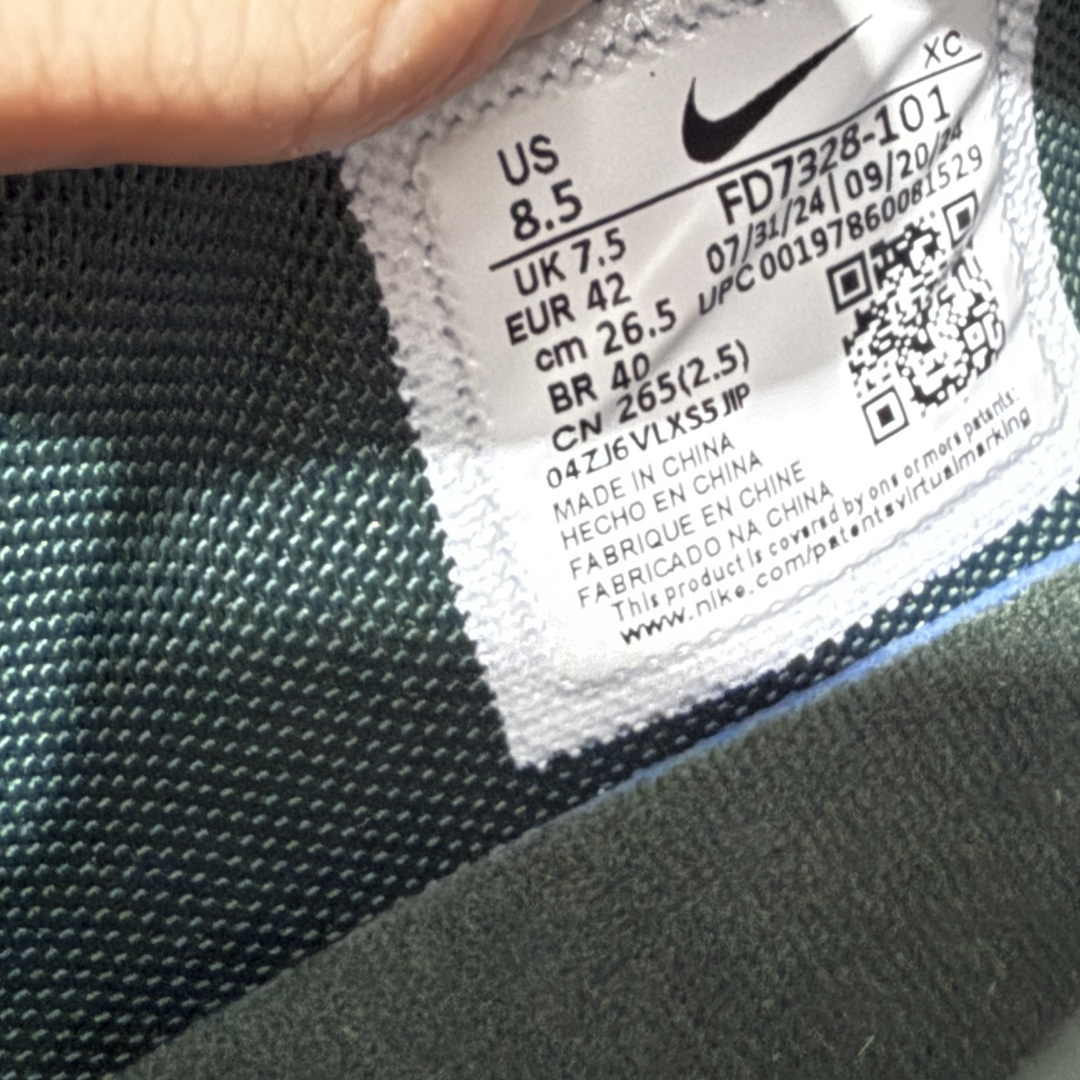 XC
US
8.5
FD7328-101
07/31/24|09/20/24
UPC 00197860081529
UK 7.5
EUR 42
cm 26.5
BR 40
CN 265(2.5)
04ZJ6VLXS5JIP
MADE IN CHINA
HECHO EN CHINA
FABRIQUE EN CHINE
FABRICADO NA CHINA
This product is covered by one or more patents:
www.nike.com/patentsvirtualmarking